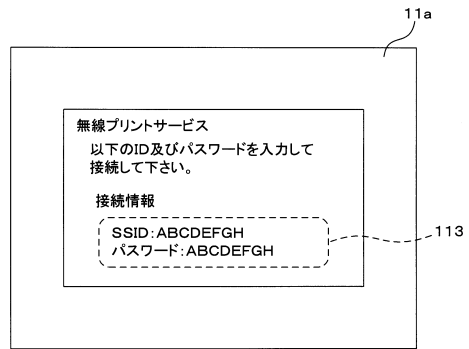 11a
無線プリントサービス
以下のID及びパスワードを入力して
接続して下さい。
接続情報
SSID:ABCDEFGH
パスワード:ABCDEFGH
113